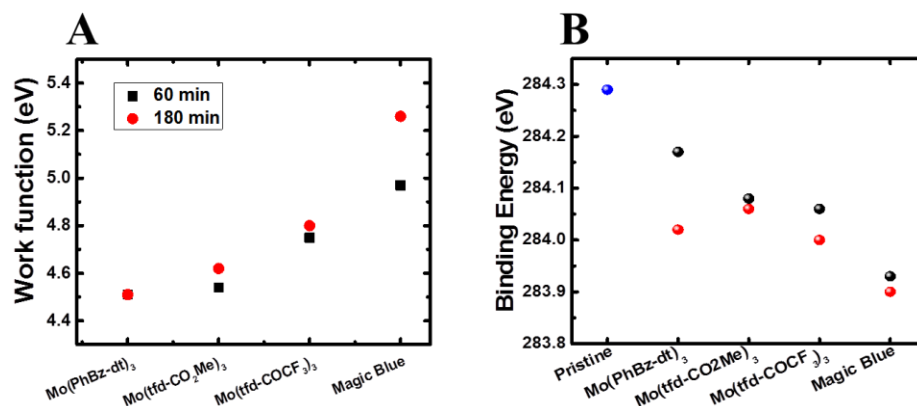 A
Work function (eV)
5.4
5.2
5.0
4.8
4.6
4.4
60 min
180 min
Mo(PhBz-dt)₃
Mo(tfd-CO₂Me)₃
Mo(tfd-COCF₃)₃
Magic Blue
B
Binding Energy (eV)
284.3
284.2
284.1
284.0
283.9
283.8
Pristine
Mo(PhBz-dt)₃
Mo(tfd-CO2Me)₃
Mo(tfd-COCF₃)₃
Magic Blue